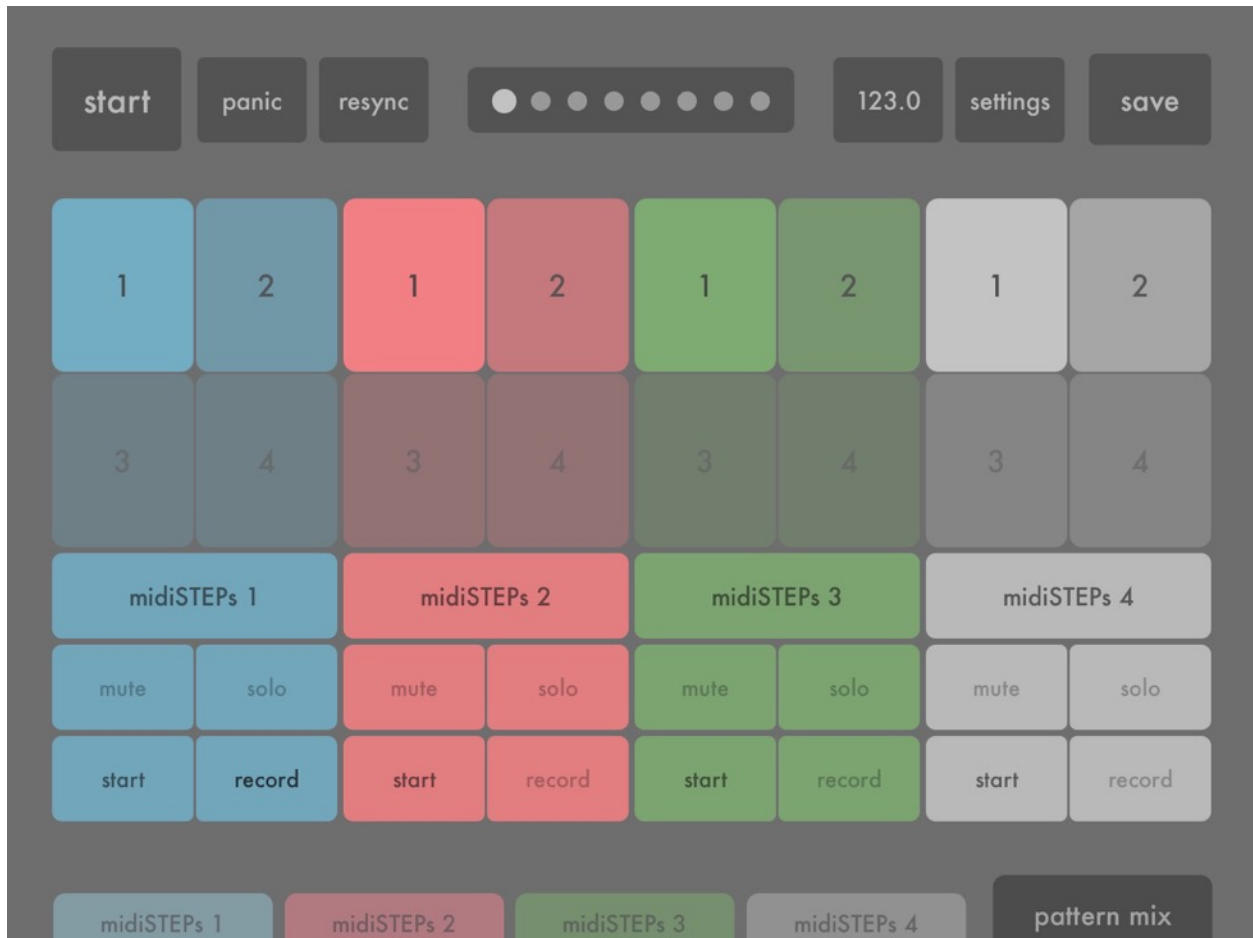 start panic resync 123.0 settings save
1 2 1 2 1 2 1 2
3 4 3 4 3 4 3 4
midiSTEPs 1 midiSTEPs 2 midiSTEPs 3 midiSTEPs 4
mute solo mute solo mute solo mute solo
start record start record start record start record
midiSTEPs 1 midiSTEPs 2 midiSTEPs 3 midiSTEPs 4 pattern mix